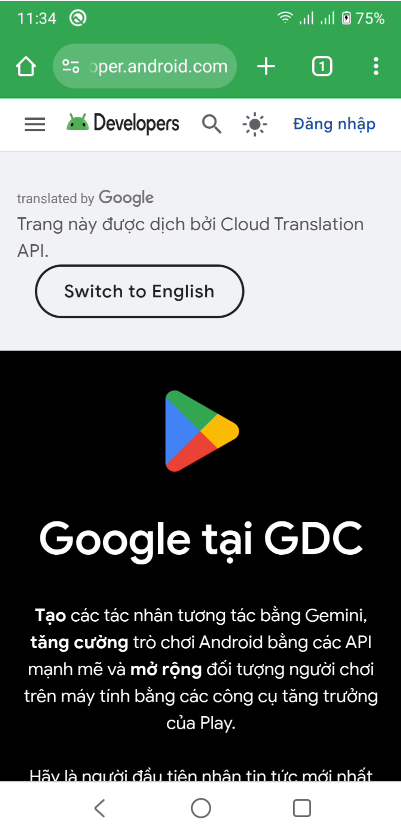 11:34 75%
oper.android.com 1
Developers Đăng nhập
translated by Google
Trang này được dịch bởi Cloud Translation
API.
Switch to English
Google tại GDC
Tạo các tác nhân tương tác bằng Gemini,
tăng cường trò chơi Android bằng các API
mạnh mẽ và mở rộng đối tượng người chơi
trên máy tính bằng các công cụ tăng trưởng
của Play.
Hãy là người đầu tiên nhận tin tức mới nhất